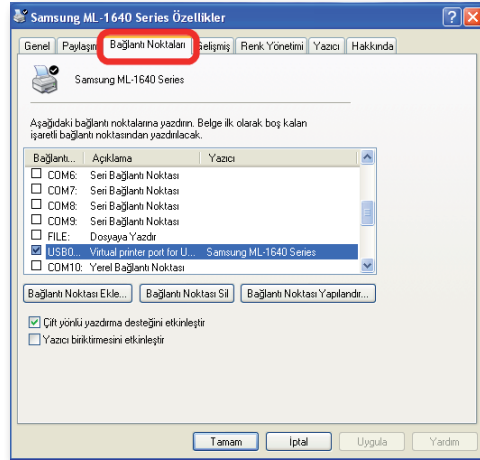 Samsung ML-1640 Series Özellikler
Genel Paylaşım Bağlantı Noktaları Gelişmiş Renk Yönetimi Yazıcı Hakkında
Samsung ML-1640 Series
Aşağıdaki bağlantı noktalarına yazdırın. Belge ilk olarak boş kalan
işaretli bağlantı noktasından yazdırılacak.
Bağlantı... Açıklama Yazıcı
COM6: Seri Bağlantı Noktası
COM7: Seri Bağlantı Noktası
COM8: Seri Bağlantı Noktası
COM9: Seri Bağlantı Noktası
FILE: Dosyaya Yazdır
USB0... Virtual printer port for U... Samsung ML-1640 Series
COM10: Yerel Bağlantı Noktası
Bağlantı Noktası Ekle... Bağlantı Noktası Sil Bağlantı Noktası Yapılandır...
Çift yönlü yazdırma desteğini etkinleştir
Yazıcı biriktirmesini etkinleştir
Tamam İptal Uygula Yardım